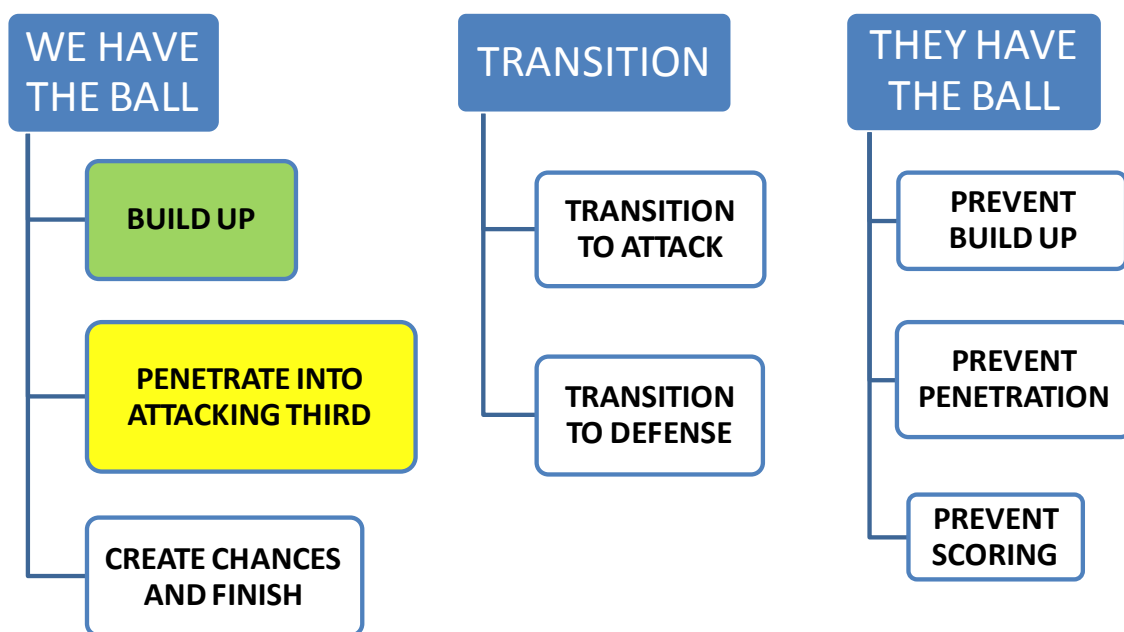 WE HAVE
THE BALL
BUILD UP
PENETRATE INTO
ATTACKING THIRD
CREATE CHANCES
AND FINISH
TRANSITION
TRANSITION
TO ATTACK
TRANSITION
TO DEFENSE
THEY HAVE
THE BALL
PREVENT
BUILD UP
PREVENT
PENETRATION
PREVENT
SCORING